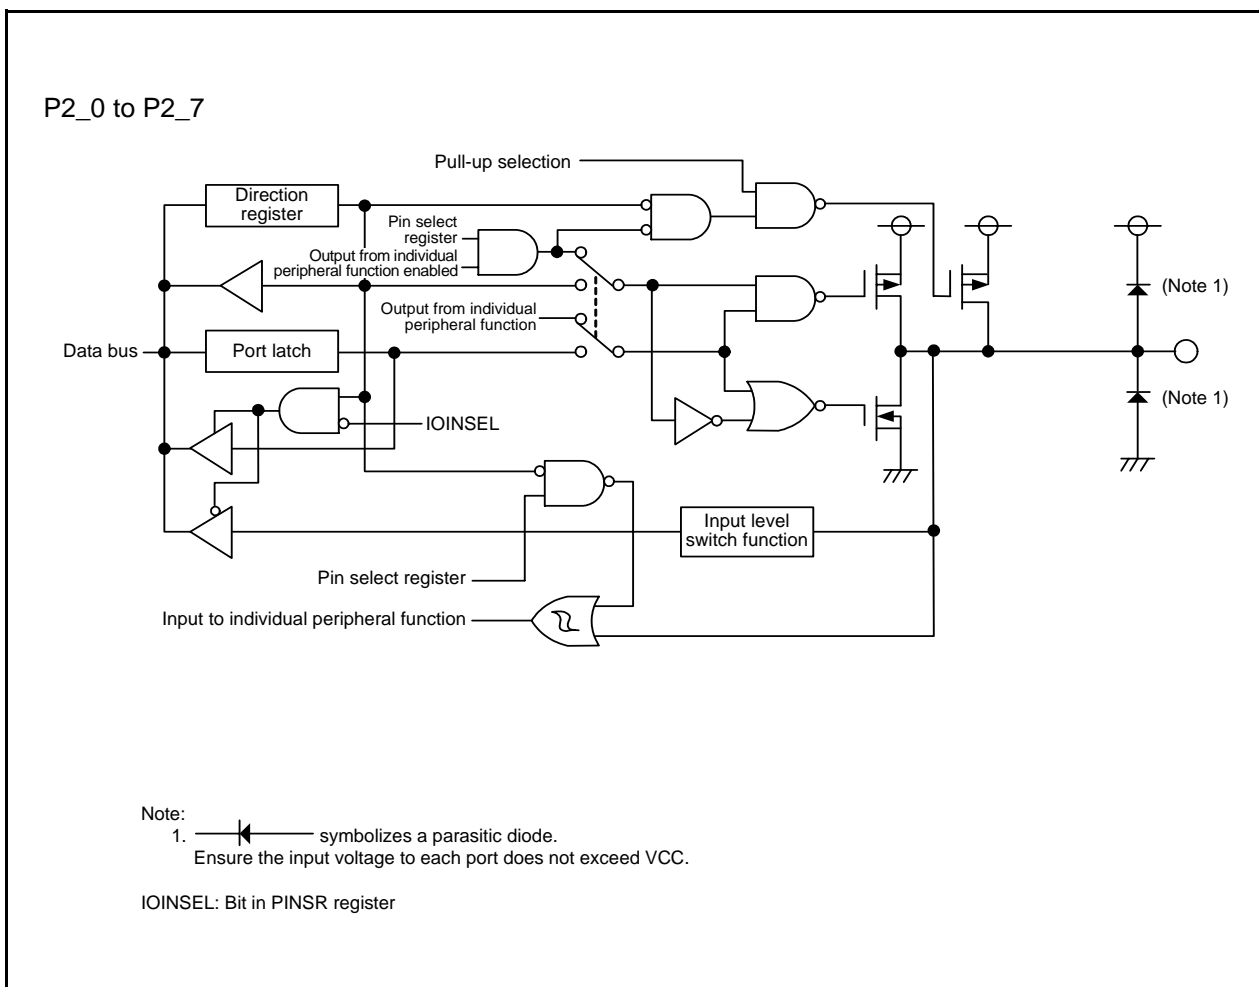 P2_0 to P2_7
Pull-up selection
Direction
register
Pin select
register
Output from individual
peripheral function enabled
Output from individual
peripheral function
(Note 1)
Data bus
Port latch
(Note 1)
IOINSEL
Input level
switch function
Pin select register
Input to individual peripheral function
Note:
1. symbolizes a parasitic diode.
Ensure the input voltage to each port does not exceed VCC.
IOINSEL: Bit in PINSR register